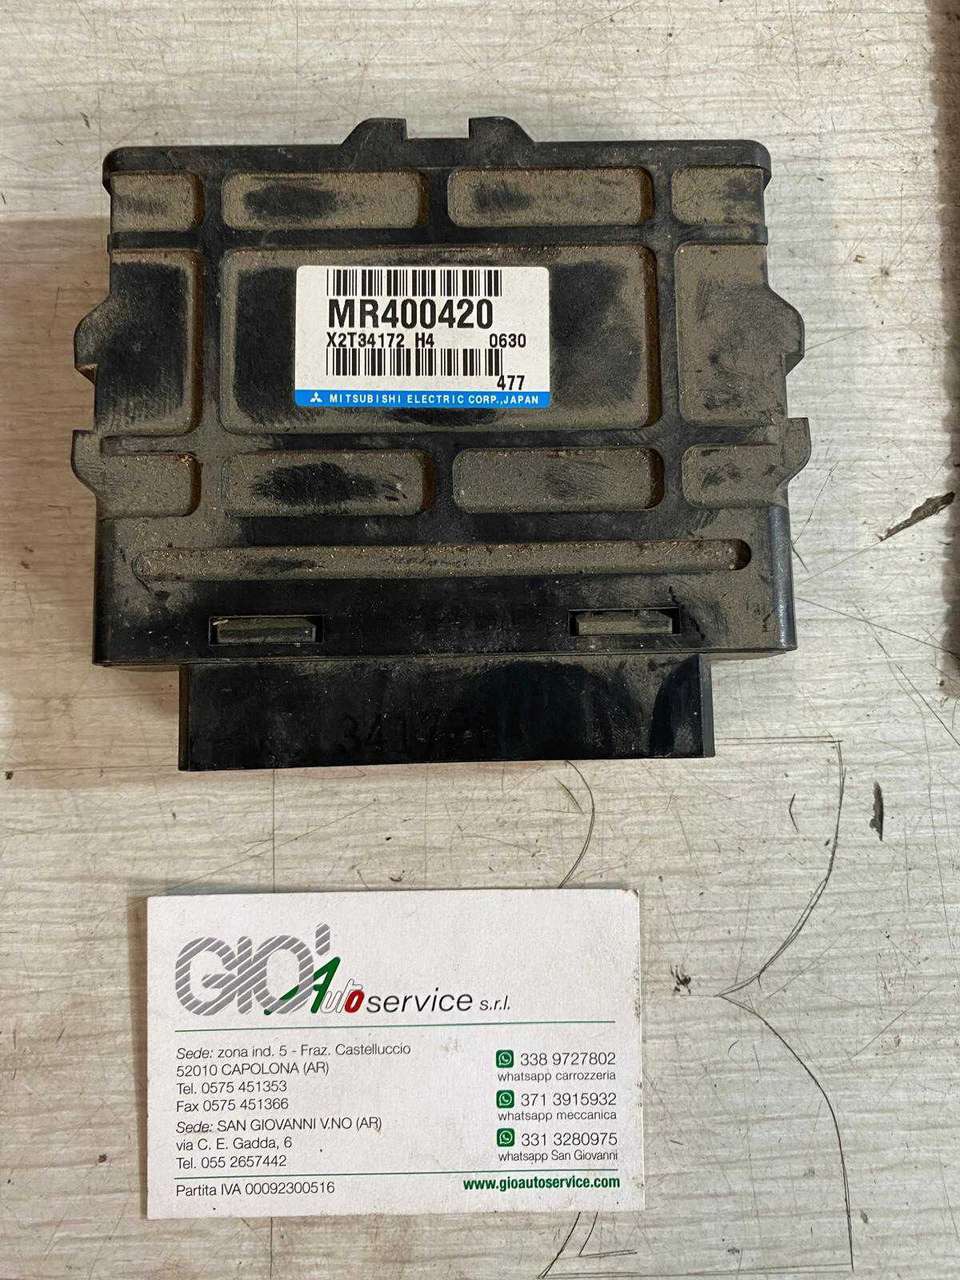 MR400420
X2T34172 H4 0630
477
MITSUBISHI ELECTRIC CORP.,JAPAN
GIO' Auto service s.r.l.
Sede: zona ind. 5 - Fraz. Castelluccio
52010 CAPOLONA (AR)
Tel. 0575 451353
Fax 0575 451366
Sede: SAN GIOVANNI V.NO (AR)
via C. E. Gadda, 6
Tel. 055 2657442
Partita IVA 00092300516
338 9727802
whatsapp carrozzeria
371 3915932
whatsapp meccanica
331 3280975
whatsapp San Giovanni
www.gioautoservice.com